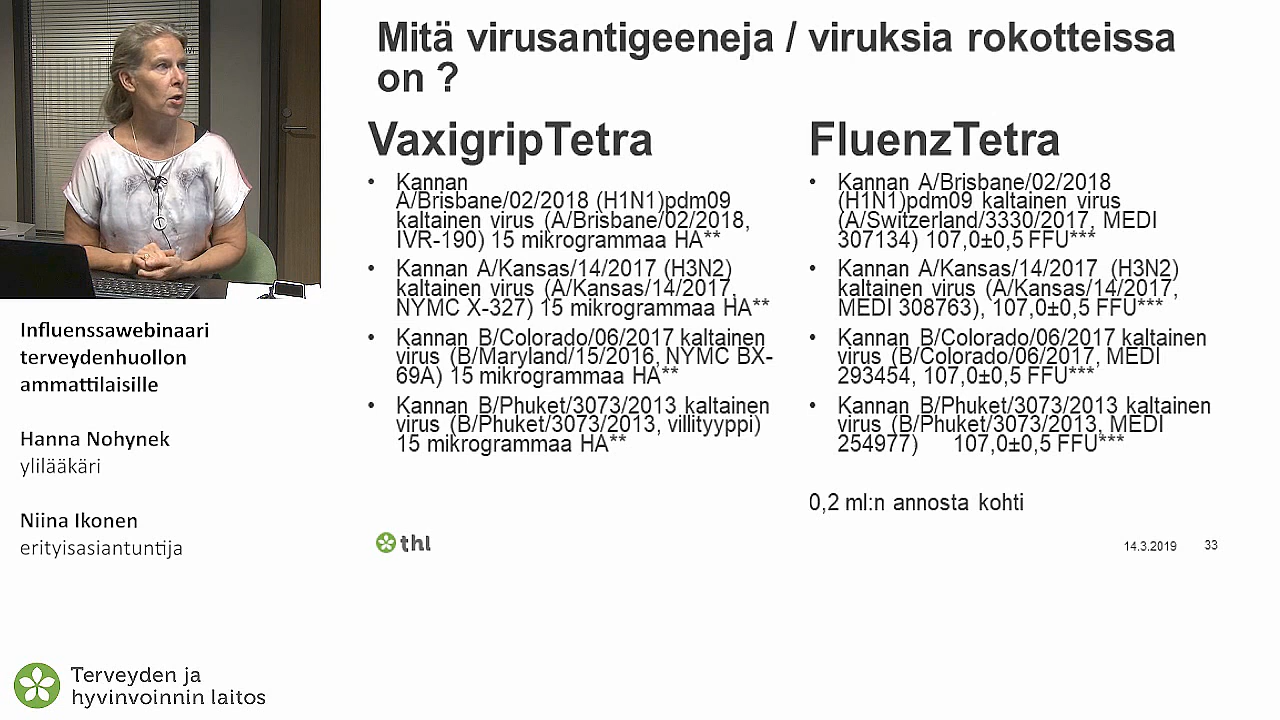 Mitä virusantigeeneja / viruksia rokotteissa
on ?
VaxigripTetra
• Kannan
A/Brisbane/02/2018 (H1N1)pdm09
kaltainen virus (A/Brisbane/02/2018,
IVR-190) 15 mikrogrammaa HA**
• Kannan A/Kansas/14/2017 (H3N2)
kaltainen virus (A/Kansas/14/2017,
NYMC X-327) 15 mikrogrammaa HA**
• Kannan B/Colorado/06/2017 kaltainen
virus (B/Maryland/15/2016, NYMC BX-
69A) 15 mikrogrammaa HA**
• Kannan B/Phuket/3073/2013 kaltainen
virus (B/Phuket/3073/2013, villityyppi)
15 mikrogrammaa HA**
FluenzTetra
• Kannan A/Brisbane/02/2018
(H1N1)pdm09 kaltainen virus
(A/Switzerland/3330/2017, MEDI
307134) 107,0±0,5 FFU***
• Kannan A/Kansas/14/2017 (H3N2)
kaltainen virus (A/Kansas/14/2017,
MEDI 308763), 107,0±0,5 FFU***
• Kannan B/Colorado/06/2017 kaltainen
virus (B/Colorado/06/2017, MEDI
293454, 107,0±0,5 FFU***
• Kannan B/Phuket/3073/2013 kaltainen
virus (B/Phuket/3073/2013, MEDI
254977) 107,0±0,5 FFU***
0,2 ml:n annosta kohti
thl
14.3.2019 33
Influenssawebinaari
terveydenhuollon
ammattilaisille
Hanna Nohynek
ylilääkäri
Niina Ikonen
erityisasiantuntija
Terveyden ja
hyvinvoinnin laitos